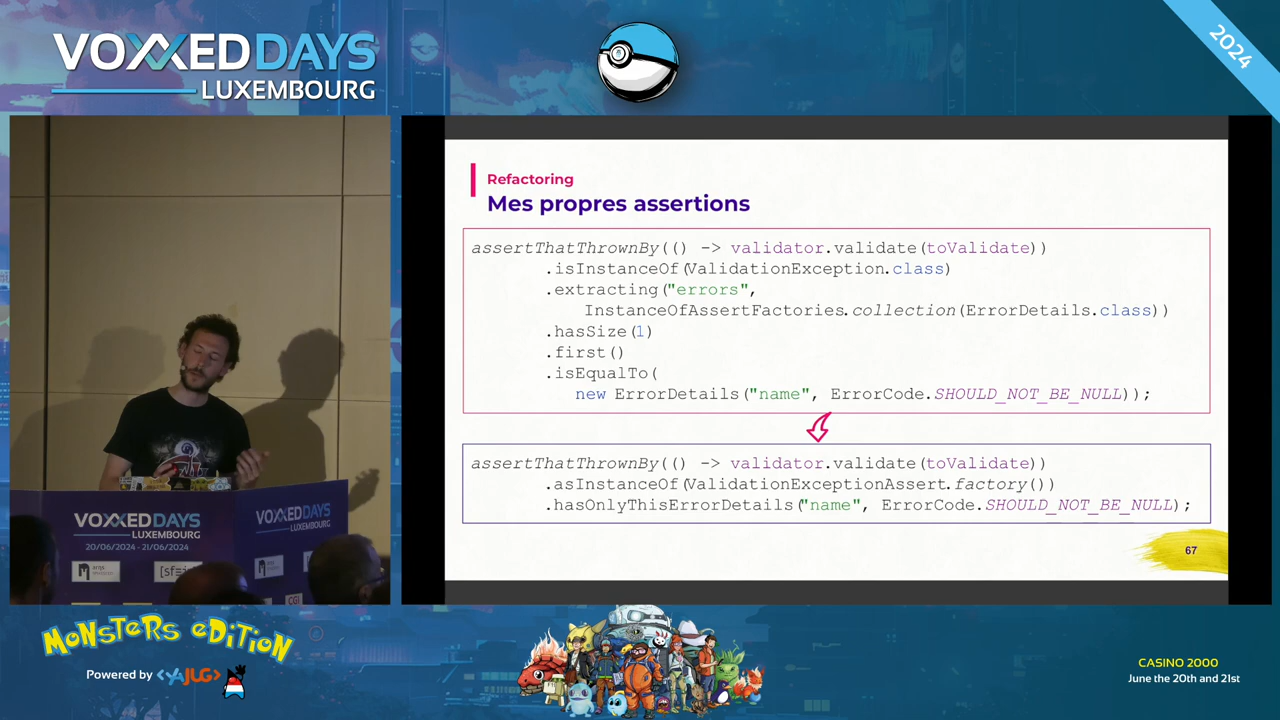 VOXXED DAYS
LUXEMBOURG
2024
Refactoring
Mes propres assertions
assertThatThrownBy(() -> validator.validate(toValidate))
.isInstanceOf(ValidationException.class)
.extracting("errors",
InstanceOfAssertFactories.collection(ErrorDetails.class))
.hasSize(1)
.first()
.isEqualTo(
new ErrorDetails("name", ErrorCode.SHOULD_NOT_BE_NULL));
assertThatThrownBy(() -> validator.validate(toValidate))
.asInstanceOf(ValidationExceptionAssert.factory())
.hasOnlyThisErrorDetails("name", ErrorCode.SHOULD_NOT_BE_NULL);
67
VOXXED DAYS
LUXEMBOURG
20/06/2024 - 21/06/2024
VOXXED DAYS
LUXEMBOURG
CGI
MONSTERS EDITION
Powered by <YAJUG>
CASINO 2000
June the 20th and 21st